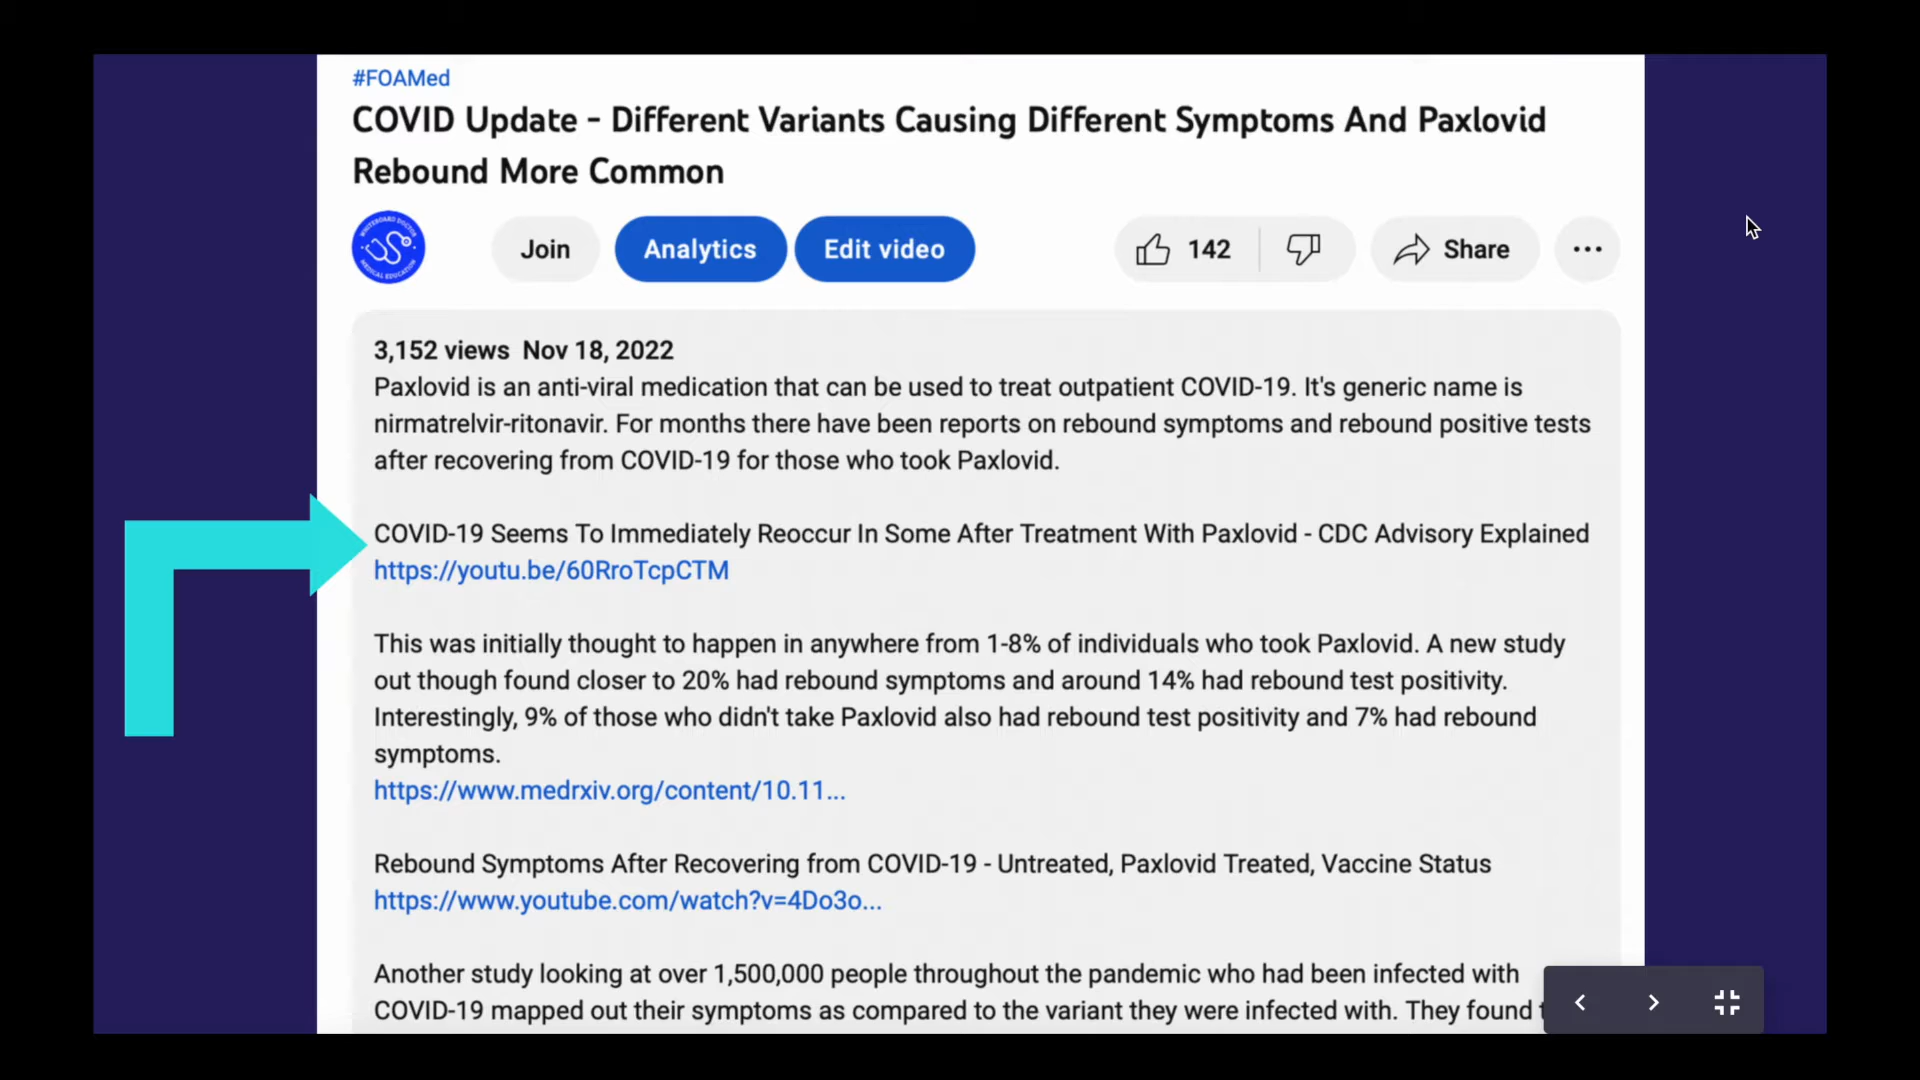 #FOAMed
COVID Update - Different Variants Causing Different Symptoms And Paxlovid
Rebound More Common
WHITEBOARD DOCTOR
MEDICAL EDUCATION
Join
Analytics
Edit video
142
Share
3,152 views Nov 18, 2022
Paxlovid is an anti-viral medication that can be used to treat outpatient COVID-19. It's generic name is
nirmatrelvir-ritonavir. For months there have been reports on rebound symptoms and rebound positive tests
after recovering from COVID-19 for those who took Paxlovid.
COVID-19 Seems To Immediately Reoccur In Some After Treatment With Paxlovid - CDC Advisory Explained
https://youtu.be/60RroTcpCTM
This was initially thought to happen in anywhere from 1-8% of individuals who took Paxlovid. A new study
out though found closer to 20% had rebound symptoms and around 14% had rebound test positivity.
Interestingly, 9% of those who didn't take Paxlovid also had rebound test positivity and 7% had rebound
symptoms.
https://www.medrxiv.org/content/10.11...
Rebound Symptoms After Recovering from COVID-19 - Untreated, Paxlovid Treated, Vaccine Status
https://www.youtube.com/watch?v=4Do3o...
Another study looking at over 1,500,000 people throughout the pandemic who had been infected with
COVID-19 mapped out their symptoms as compared to the variant they were infected with. They found